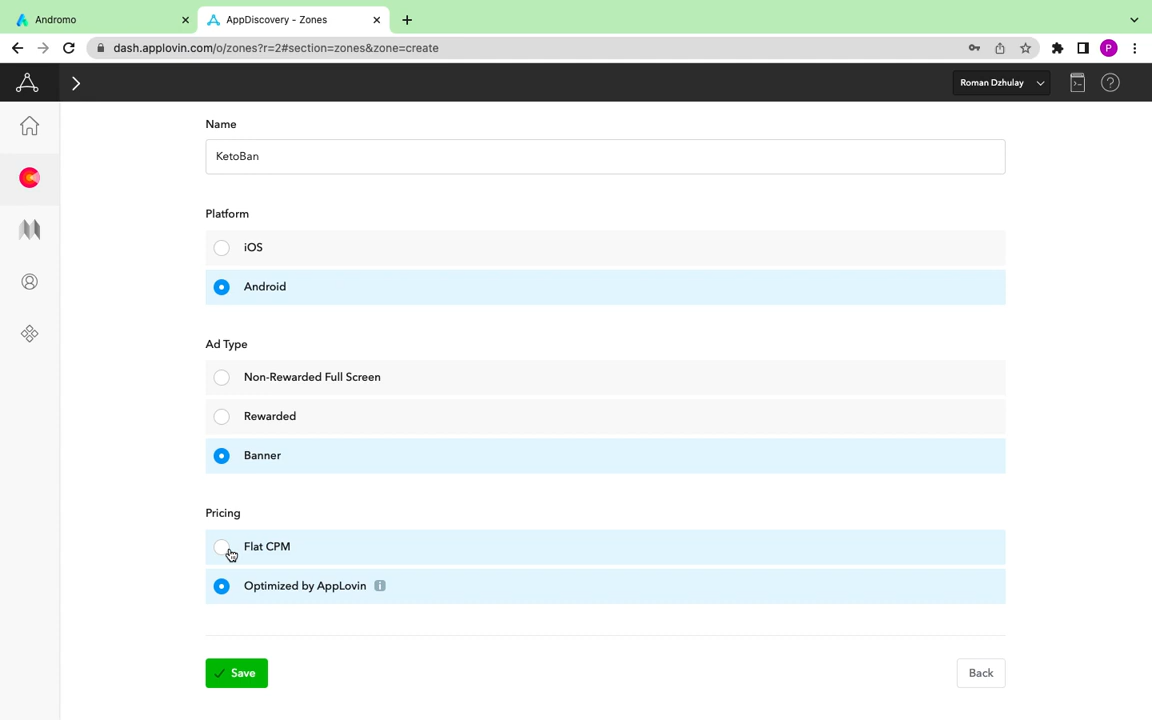 Andromo
AppDiscovery - Zones
dash.applovin.com/o/zones?r=2#section=zones&zone=create
P
Roman Dzhulay
Name
KetoBan
Platform
iOS
Android
Ad Type
Non-Rewarded Full Screen
Rewarded
Banner
Pricing
Flat CPM
Optimized by AppLovin
Save
Back